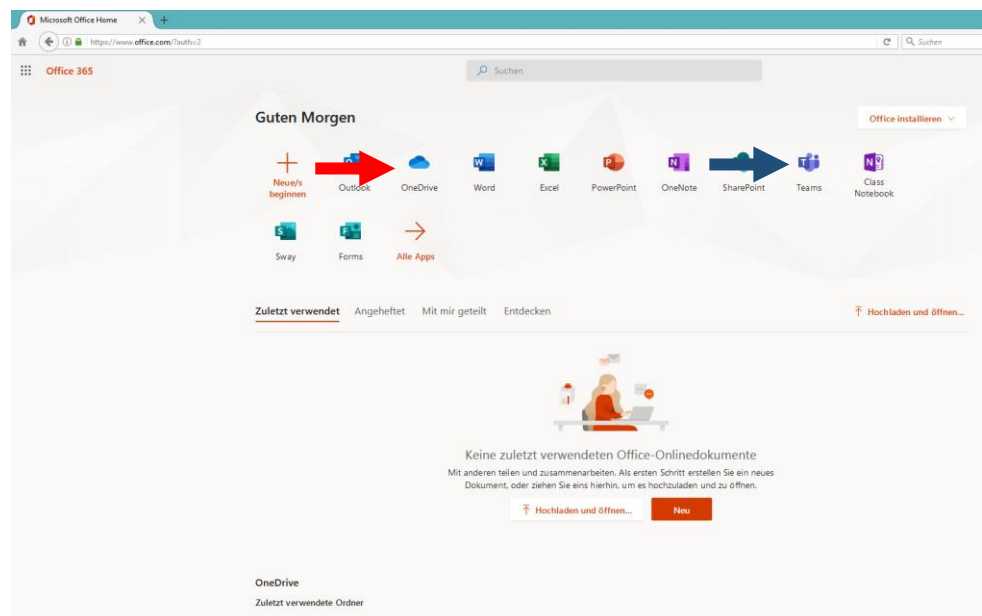 Microsoft Office Home
https://www.office.com/?auth=2
Suchen
Office 365
Suchen
Guten Morgen
Office installieren
Neue/s beginnen
Outlook
OneDrive
Word
Excel
PowerPoint
OneNote
SharePoint
Teams
Class Notebook
Sway
Forms
Alle Apps
Zuletzt verwendet Angeheftet Mit mir geteilt Entdecken
Hochladen und öffnen...
Keine zuletzt verwendeten Office-Onlinedokumente
Mit anderen teilen und zusammenarbeiten. Als ersten Schritt erstellen Sie ein neues
Dokument, oder ziehen Sie eins hierhin, um es hochzuladen und zu öffnen.
Hochladen und öffnen...
Neu
OneDrive
Zuletzt verwendete Ordner